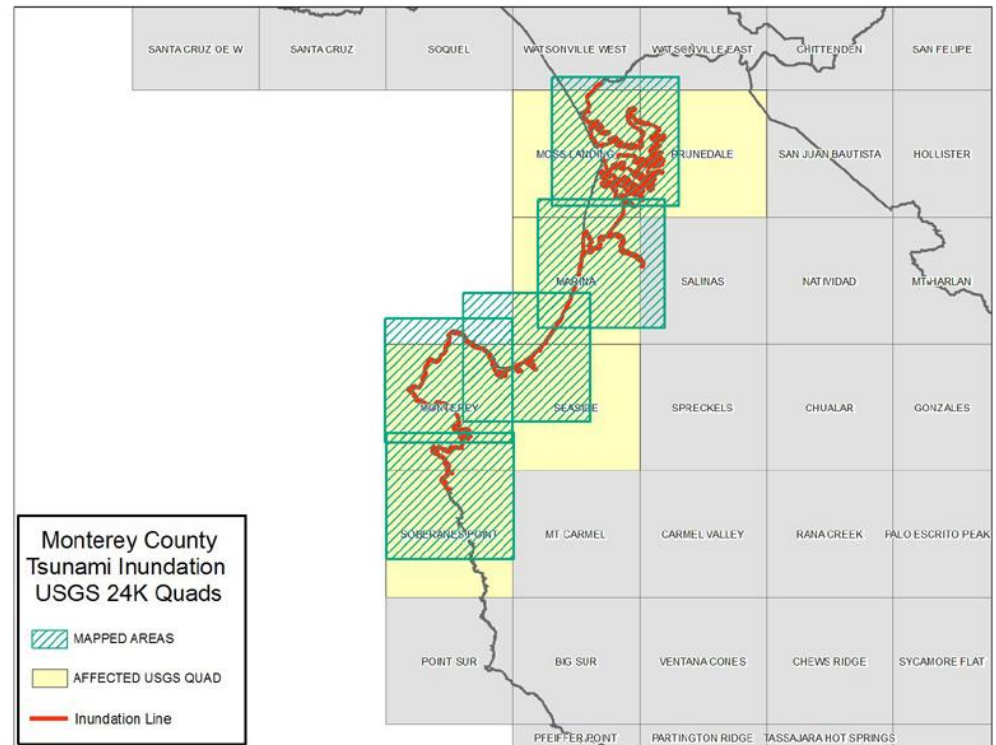 SANTA CRUZ OE W
SANTA CRUZ
SOQUEL
WATSONVILLE WEST
WATSONVILLE EAST
CHITTENDEN
SAN FELIPE
MOSS LANDING
PRUNEDALE
SAN JUAN BAUTISTA
HOLLISTER
MARINA
SALINAS
NATIVIDAD
MT HARLAN
MONTEREY
SEASIDE
SPRECKELS
CHUALAR
GONZALES
SOBERANES POINT
MT CARMEL
CARMEL VALLEY
RANA CREEK
PALO ESCRITO PEAK
POINT SUR
BIG SUR
VENTANA CONES
CHEWS RIDGE
SYCAMORE FLAT
PFEIFFER POINT
PARTINGTON RIDGE
TASSAJARA HOT SPRINGS
Monterey County
Tsunami Inundation
USGS 24K Quads
MAPPED AREAS
AFFECTED USGS QUAD
Inundation Line